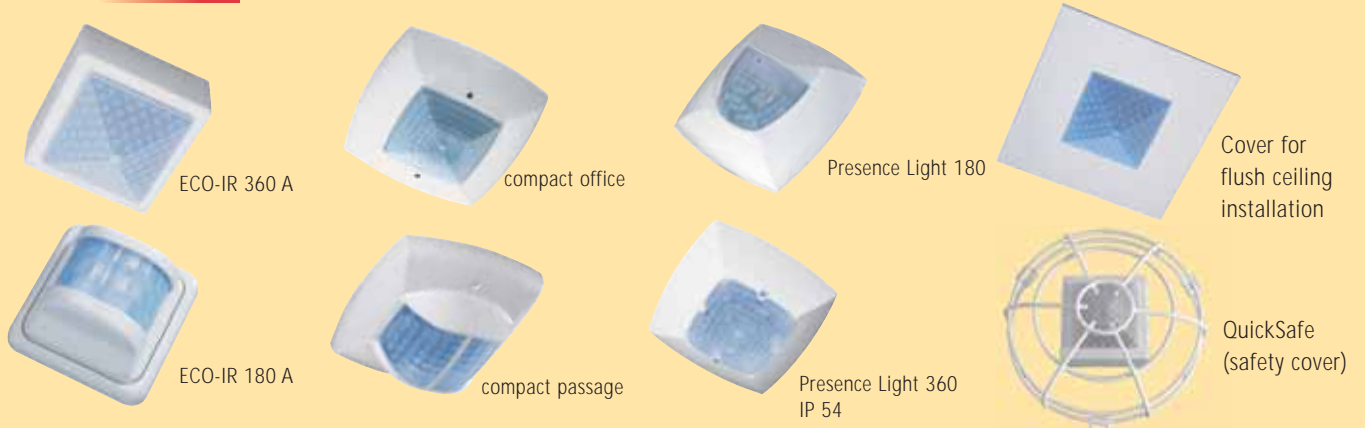 ECO-IR 360 A
compact office
Presence Light 180
Cover for
flush ceiling
installation
ECO-IR 180 A
compact passage
Presence Light 360
IP 54
QuickSafe
(safety cover)